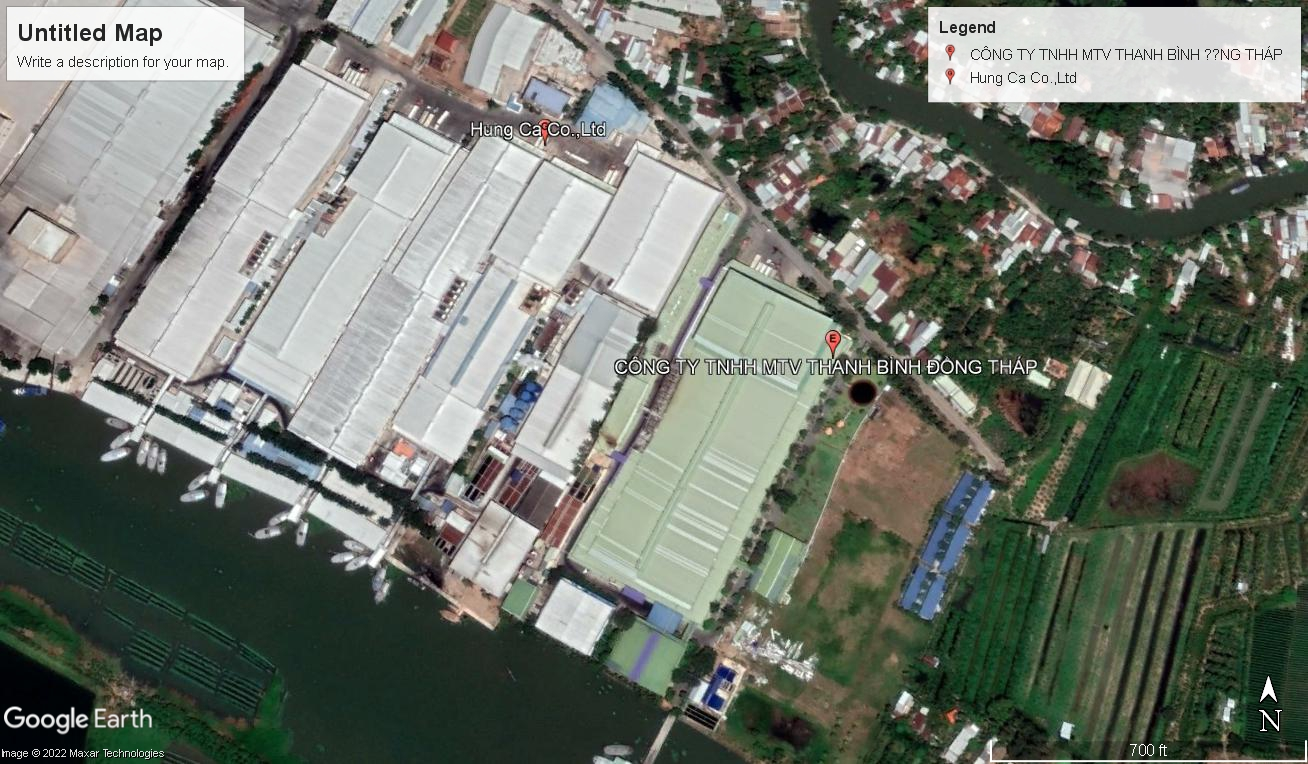 Untitled Map
Write a description for your map.
Legend
E CÔNG TY TNHH MTV THANH BÌNH ??NG THÁP
Hung Ca Co.,Ltd
Hung Ca Co.,Ltd
E
CÔNG TY TNHH MTV THANH BÌNH ĐỒNG THÁP
Google Earth
Image © 2022 Maxar Technologies
N
700 ft